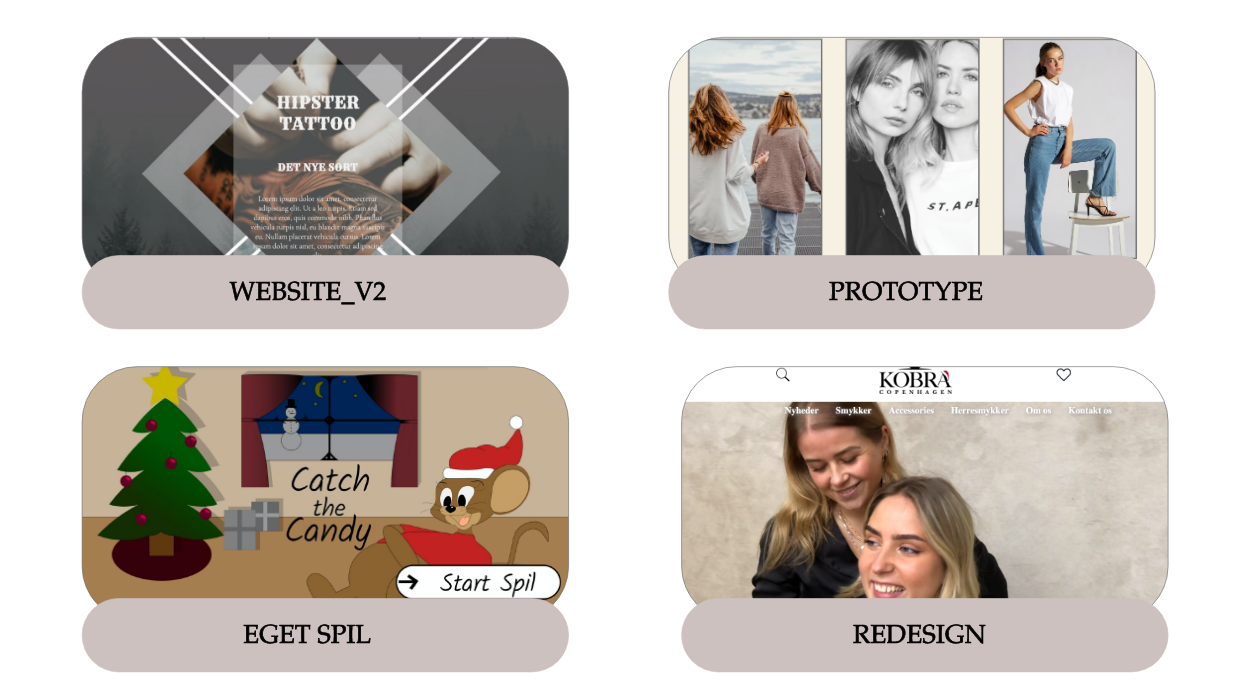 HIPSTER
TATTOO
DET NYE SORT
Lorem ipsum dolor sit amet, consectetur
adipiscing elit. Ut a leo turpis. Etiam sed
dapibus eros, quis commodo nibh. Phasellus
vehicula turpis nisl, eu blandit magna mattis
eu. Nullam placerat vehicula cursus. Lorem
ipsum dolor sit amet, consectetur adipiscing
WEBSITE_V2
ST.APE
PROTOTYPE
Catch
the
Candy
Start Spil
EGET SPIL
KOBRA
COPENHAGEN
Nyheder Smykker Accessories Herresmykker Om os Kontakt os
REDESIGN